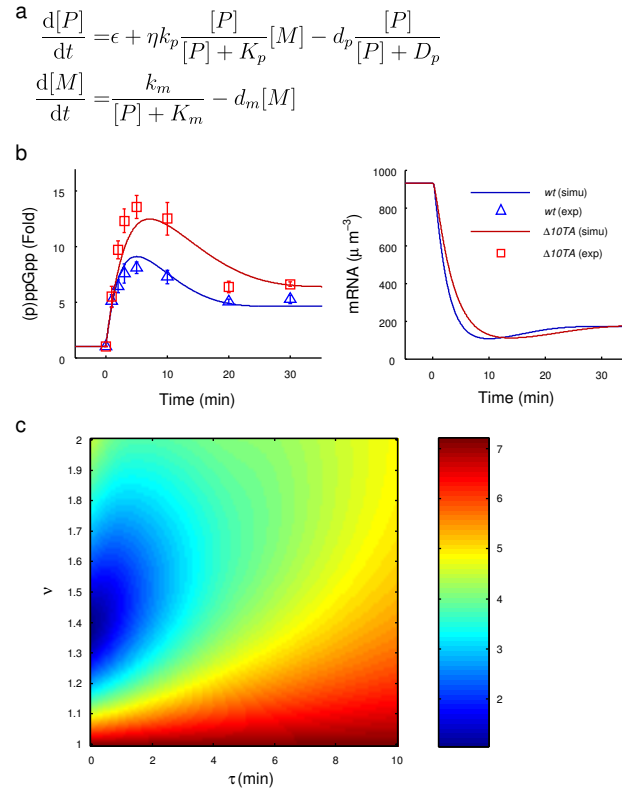 a
d[P]/dt = ϵ + ηk_p [P]/([P] + K_p) [M] − d_p [P]/([P] + D_p)
d[M]/dt = k_m/([P] + K_m) − d_m[M]
b
15
10
5
0
0 10 20 30
(p)ppGpp (Fold)
Time (min)
1000
800
600
400
200
0
0 10 20 30
mRNA (μ m⁻³)
Time (min)
wt (simu)
wt (exp)
Δ10TA (simu)
Δ10TA (exp)
c
2
1.9
1.8
1.7
1.6
1.5
1.4
1.3
1.2
1.1
1
ν
0 2 4 6 8 10
τ(min)
7
6
5
4
3
2